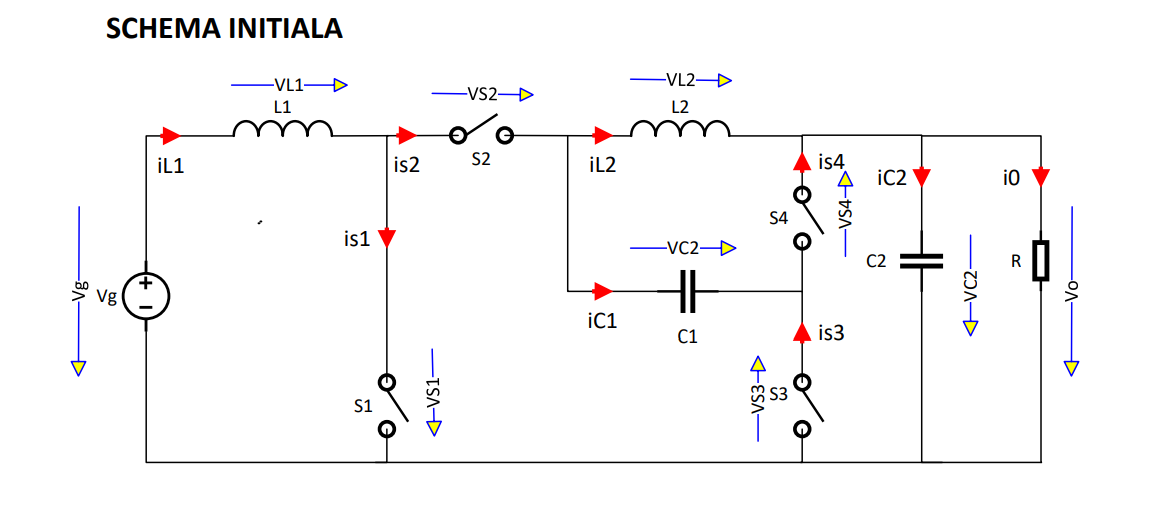 SCHEMA INITIALA
VL1
L1
VS2
S2
VL2
L2
iL1
is2
iL2
is4
iC2
i0
S4
VS4
is1
VC2
C2
VC2
R
Vo
Vg
Vg
iC1
C1
is3
S1
VS1
VS3
S3